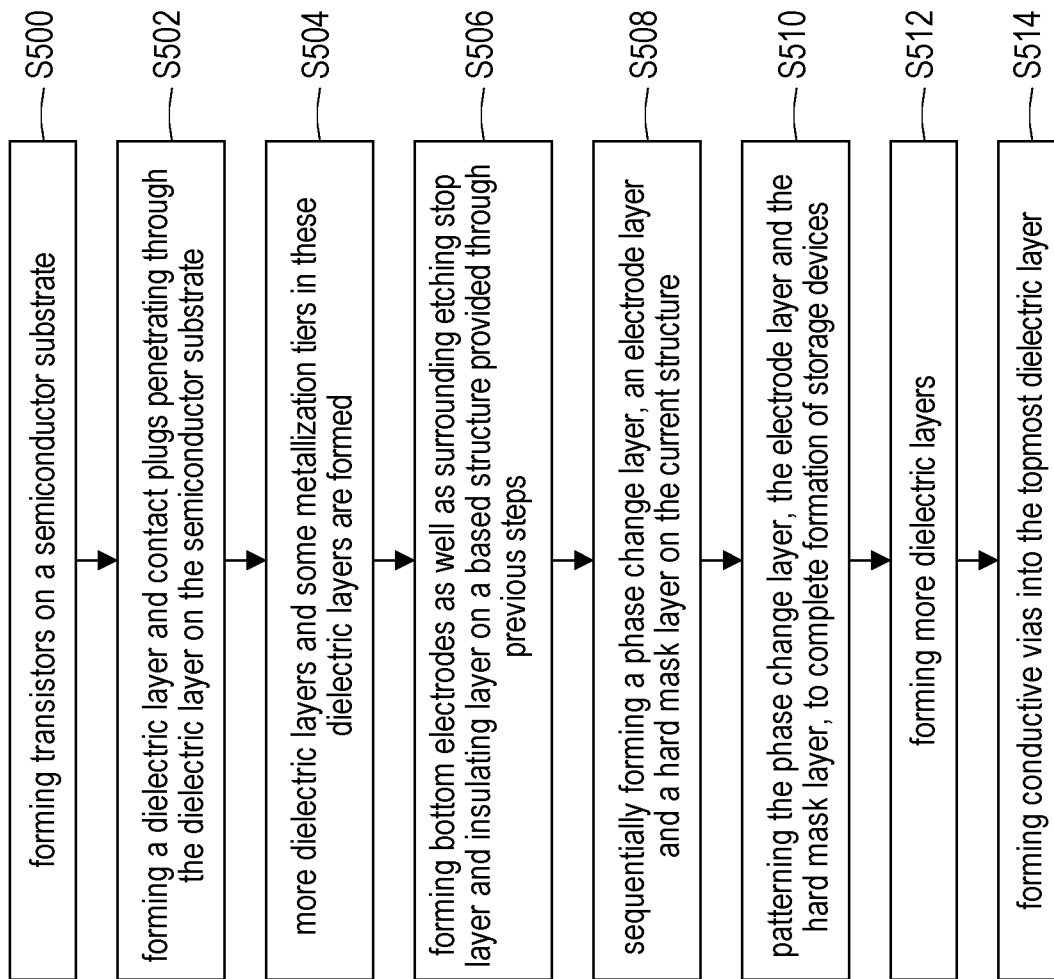 forming transistors on a semiconductor substrate
S500
forming a dielectric layer and contact plugs penetrating through
the dielectric layer on the semiconductor substrate
S502
more dielectric layers and some metallization tiers in these
dielectric layers are formed
S504
forming bottom electrodes as well as surrounding etching stop
layer and insulating layer on a based structure provided through
previous steps
S506
sequentially forming a phase change layer, an electrode layer
and a hard mask layer on the current structure
S508
patterning the phase change layer, the electrode layer and the
hard mask layer, to complete formation of storage devices
S510
forming more dielectric layers
S512
forming conductive vias into the topmost dielectric layer
S514